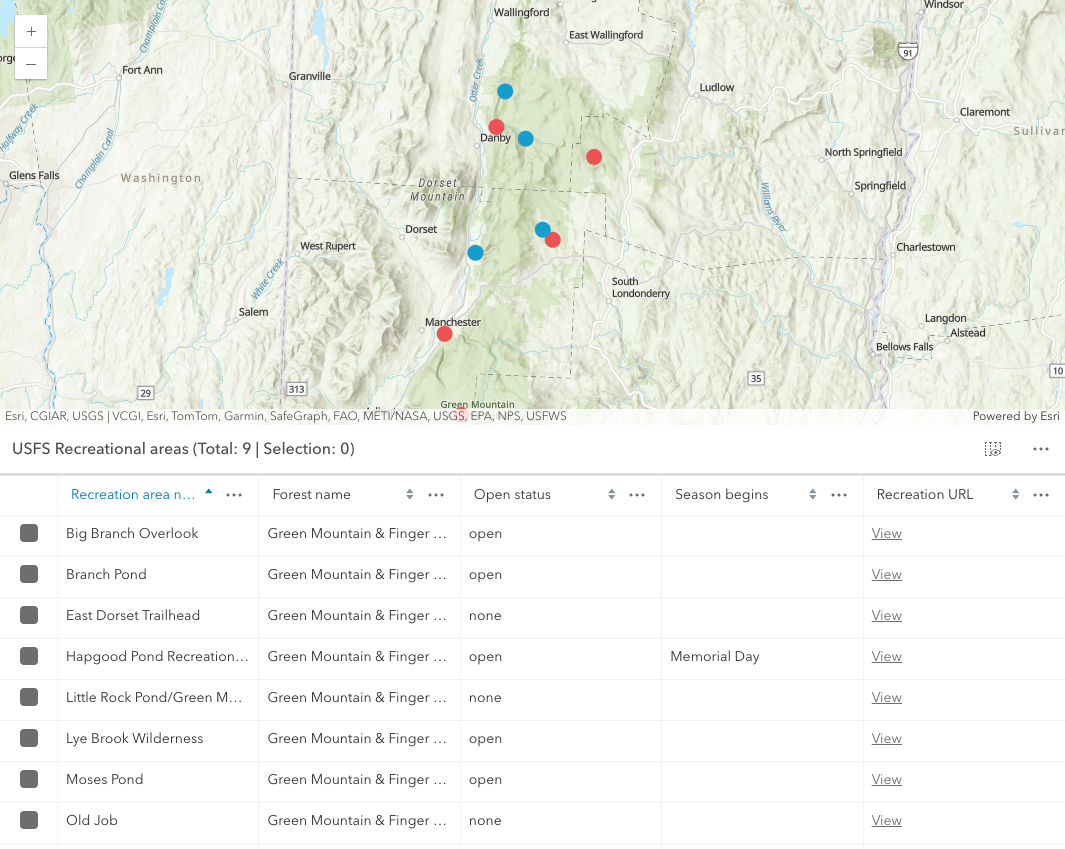 Windsor
Wallingford
East Wallingford
Champlain Ca
91
Fort Ann
Granville
Otter Creek
Ludlow
Claremont
Halfway Creek
Champlain Canal
Danby
Sullivan
North Springfield
Glens Falls
Washington
Dorset
Mountain
Springfield
Williams River
Dorset
West Rupert
Charlestown
White Creek
South
Londonderry
Salem
Manchester
Langdon
Alstead
Bellows Falls
29
313
35
10
Green Mountain
Esri, CGIAR, USGS | VCGI, Esri, TomTom, Garmin, SafeGraph, FAO, METI/NASA, USGS, EPA, NPS, USFWS
Powered by Esri
USFS Recreational areas (Total: 9 | Selection: 0)
Recreation area n... Forest name Open status Season begins Recreation URL
Big Branch Overlook Green Mountain & Finger ... open View
Branch Pond Green Mountain & Finger ... open View
East Dorset Trailhead Green Mountain & Finger ... none View
Hapgood Pond Recreation... Green Mountain & Finger ... open Memorial Day View
Little Rock Pond/Green M... Green Mountain & Finger ... none View
Lye Brook Wilderness Green Mountain & Finger ... open View
Moses Pond Green Mountain & Finger ... open View
Old Job Green Mountain & Finger ... none View